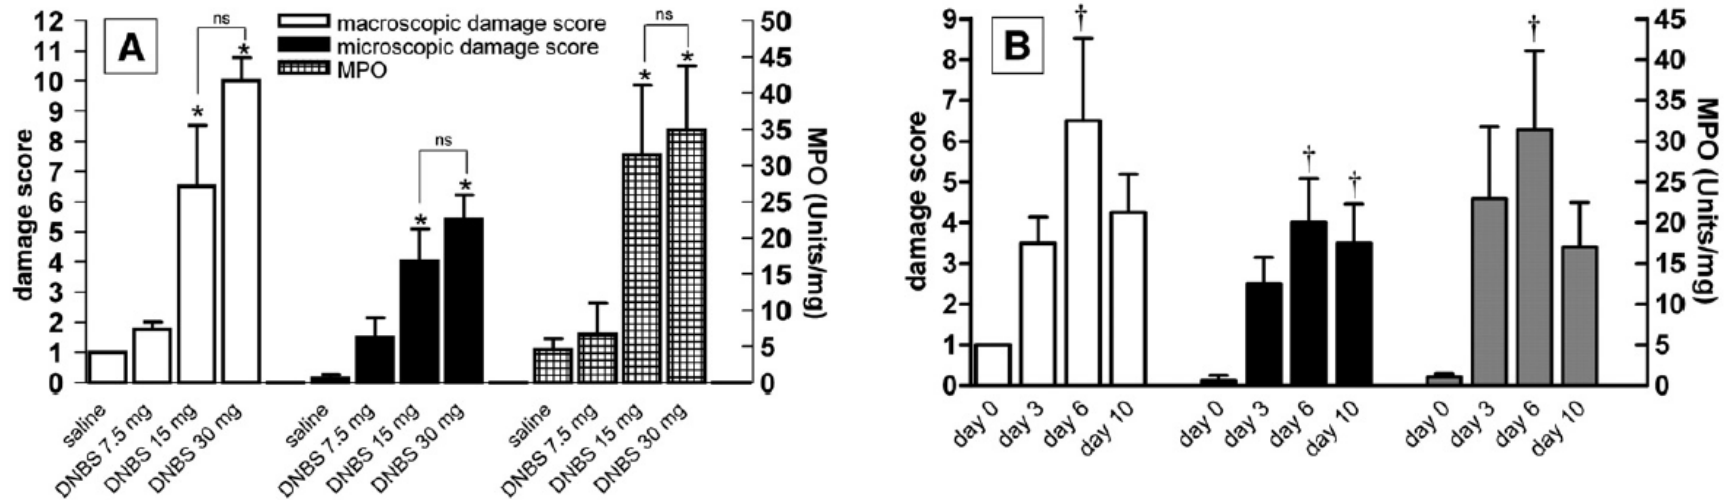 A
macroscopic damage score
microscopic damage score
MPO
damage score
12
11
10
9
8
7
6
5
4
3
2
1
0
ns
*
*
ns
*
*
ns
*
*
50
45
40
35
30
25
20
15
10
5
0
MPO (Units/mg)
saline
DNBS 7.5 mg
DNBS 15 mg
DNBS 30 mg
saline
DNBS 7.5 mg
DNBS 15 mg
DNBS 30 mg
saline
DNBS 7.5 mg
DNBS 15 mg
DNBS 30 mg
B
damage score
9
8
7
6
5
4
3
2
1
0
†
†
†
†
45
40
35
30
25
20
15
10
5
0
MPO (Units/mg)
day 0
day 3
day 6
day 10
day 0
day 3
day 6
day 10
day 0
day 3
day 6
day 10